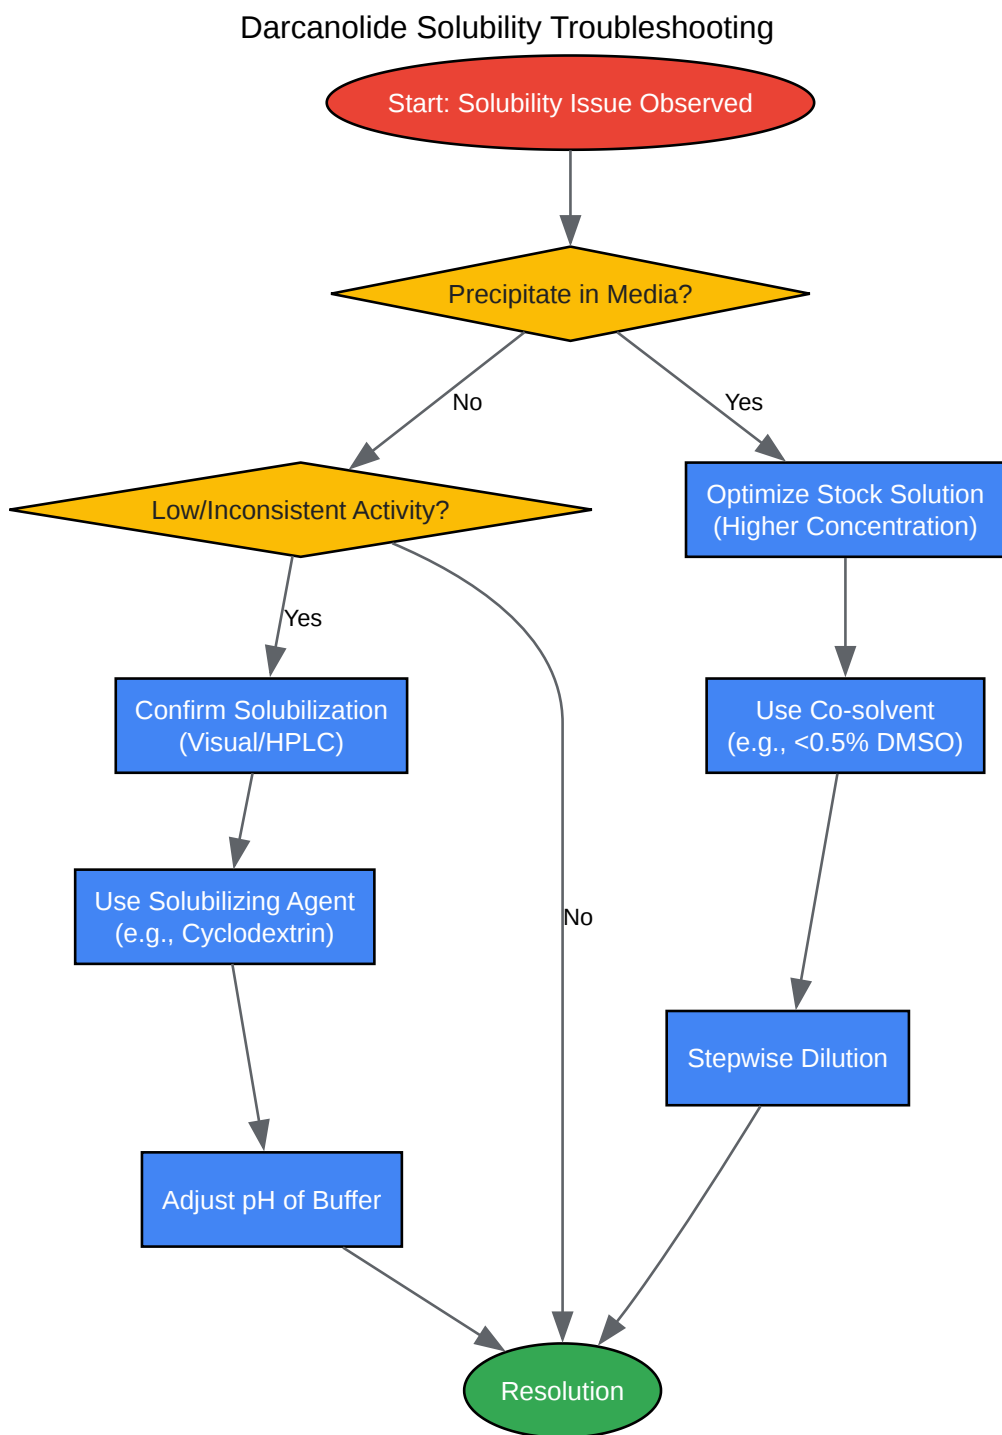 Darcanolide Solubility Troubleshooting
Start: Solubility Issue Observed
Precipitate in Media?
No
Yes
Low/Inconsistent Activity?
Optimize Stock Solution
(Higher Concentration)
Yes
Confirm Solubilization
(Visual/HPLC)
Use Co-solvent
(e.g., <0.5% DMSO)
Use Solubilizing Agent
(e.g., Cyclodextrin)
No
Stepwise Dilution
Adjust pH of Buffer
Resolution